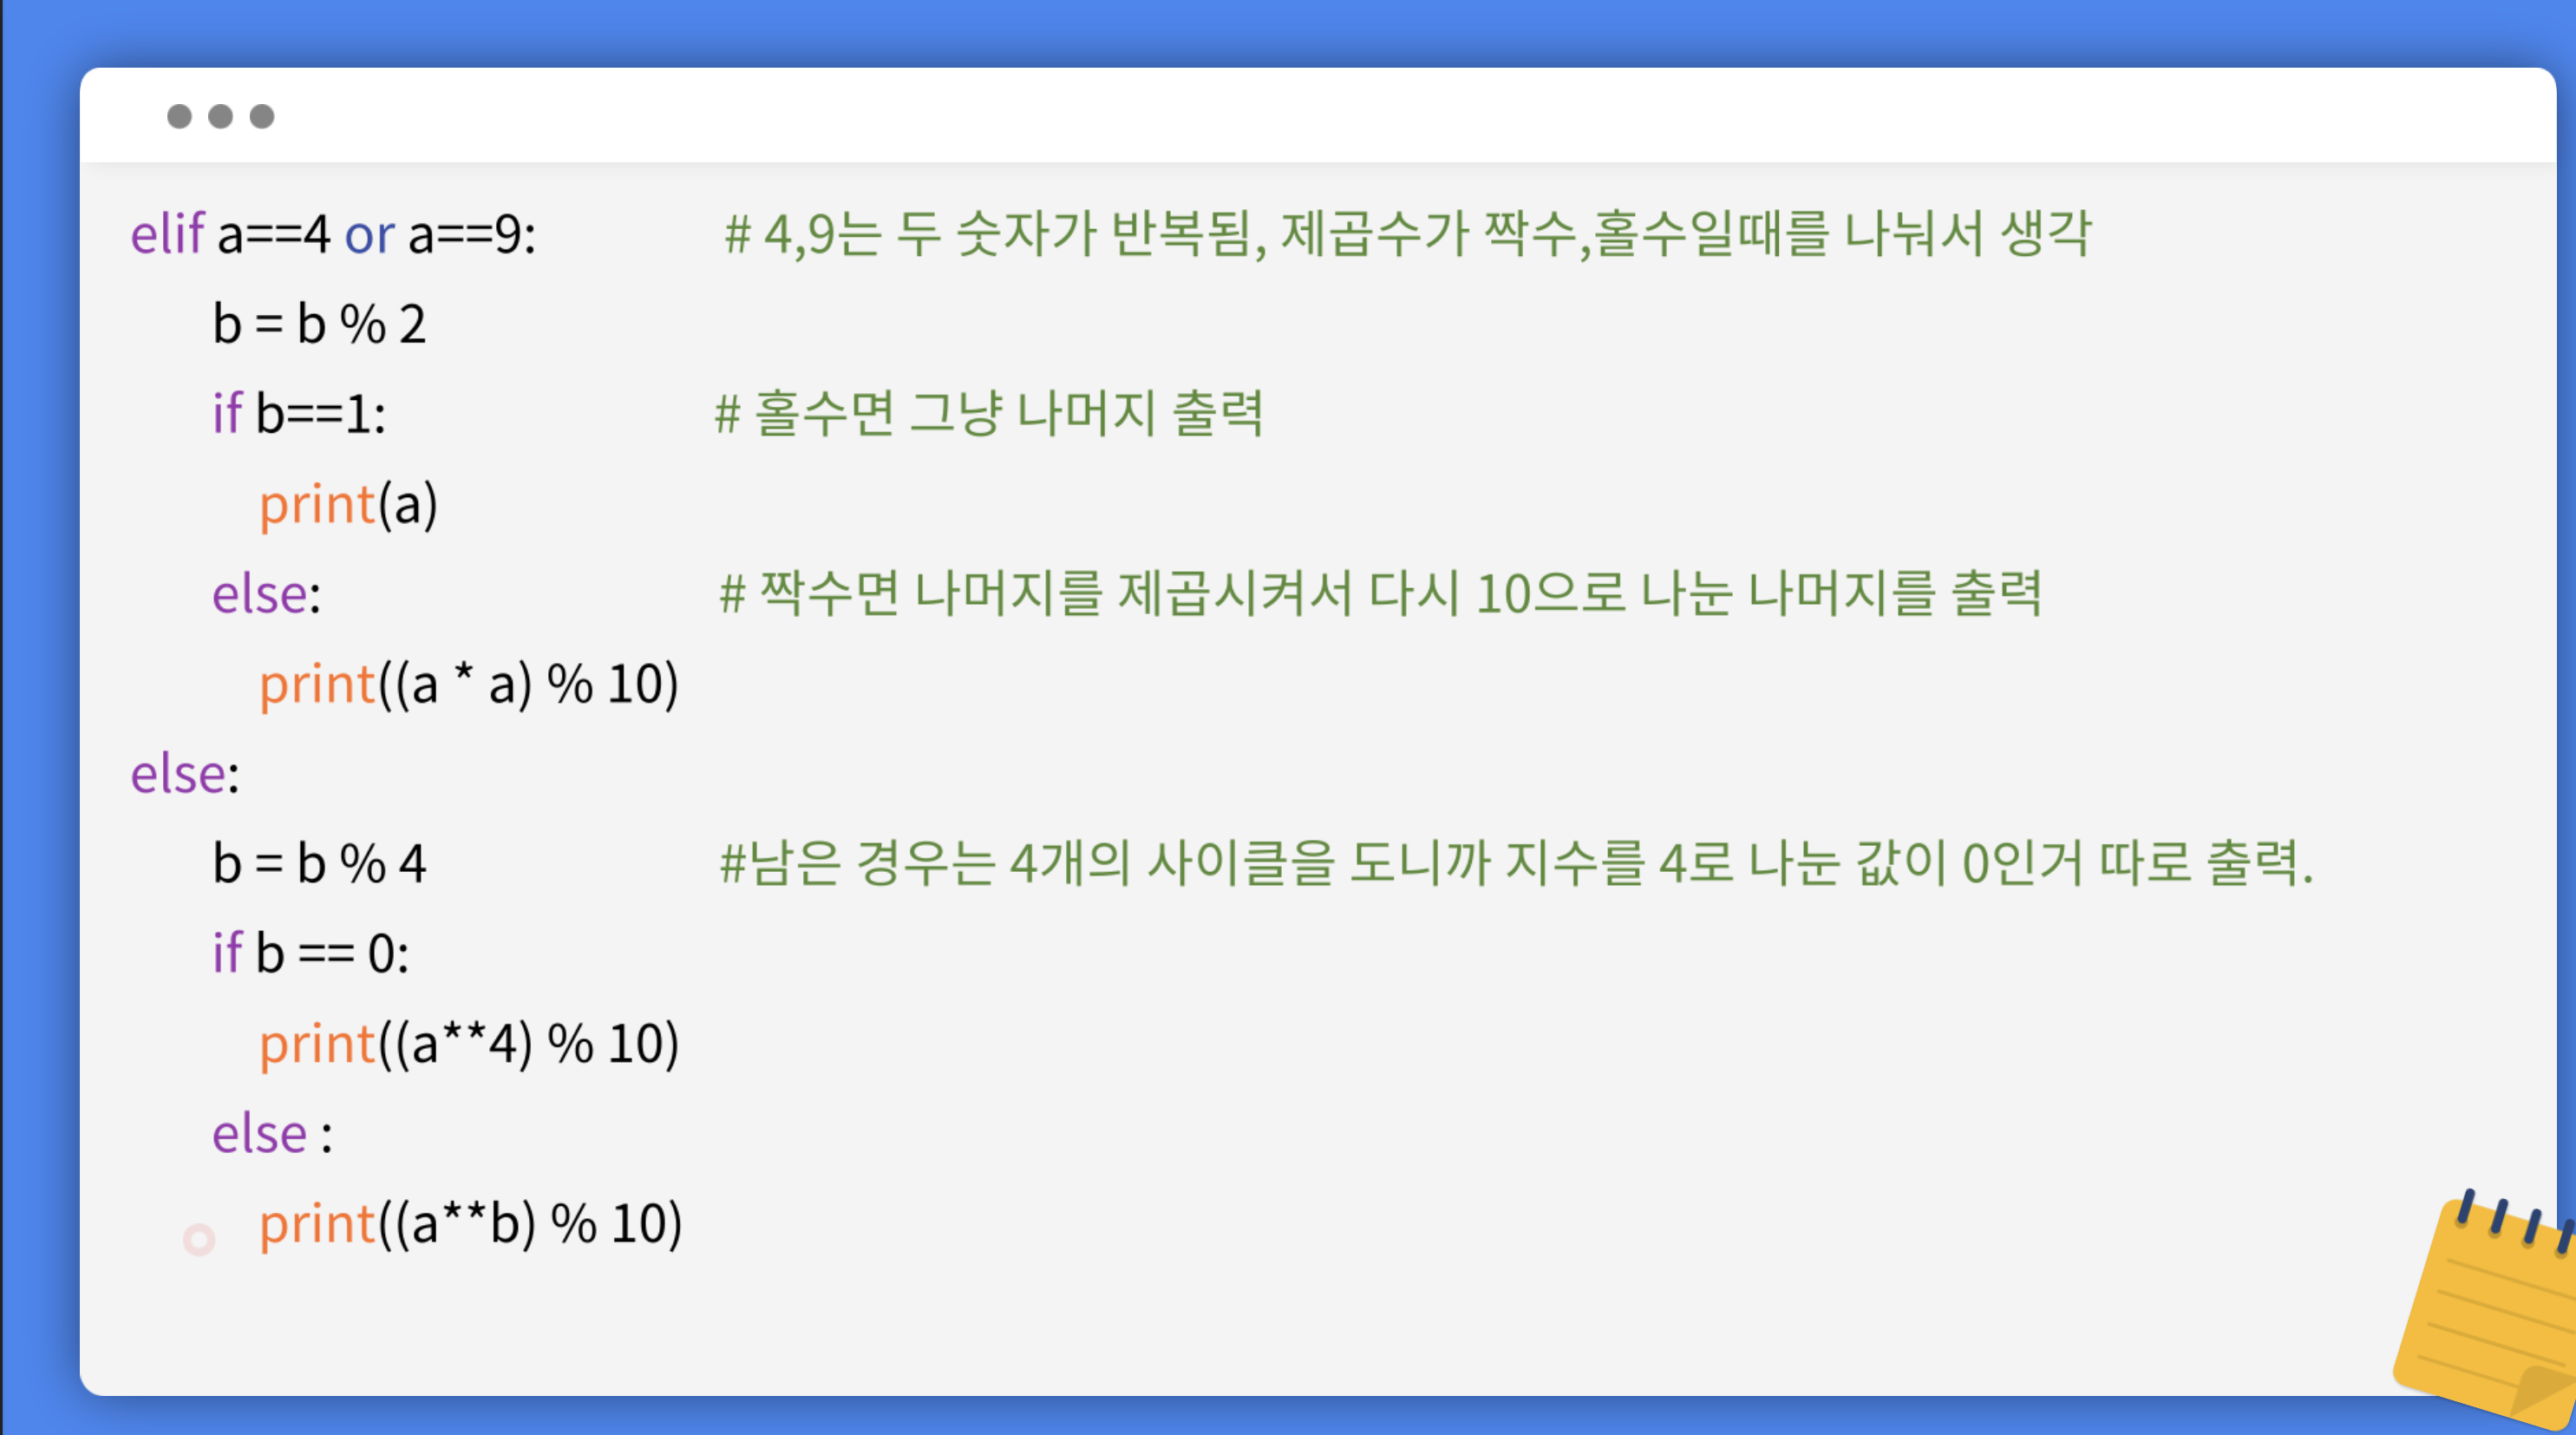 elif a==4 or a==9: # 4,9는 두 숫자가 반복됨, 제곱수가 짝수,홀수일때를 나눠서 생각
b = b % 2
if b==1: # 홀수면 그냥 나머지 출력
print(a)
else: # 짝수면 나머지를 제곱시켜서 다시 10으로 나눈 나머지를 출력
print((a * a) % 10)
else:
b = b % 4 #남은 경우는 4개의 사이클을 도니까 지수를 4로 나눈 값이 0인거 따로 출력.
if b == 0:
print((a**4) % 10)
else :
print((a**b) % 10)